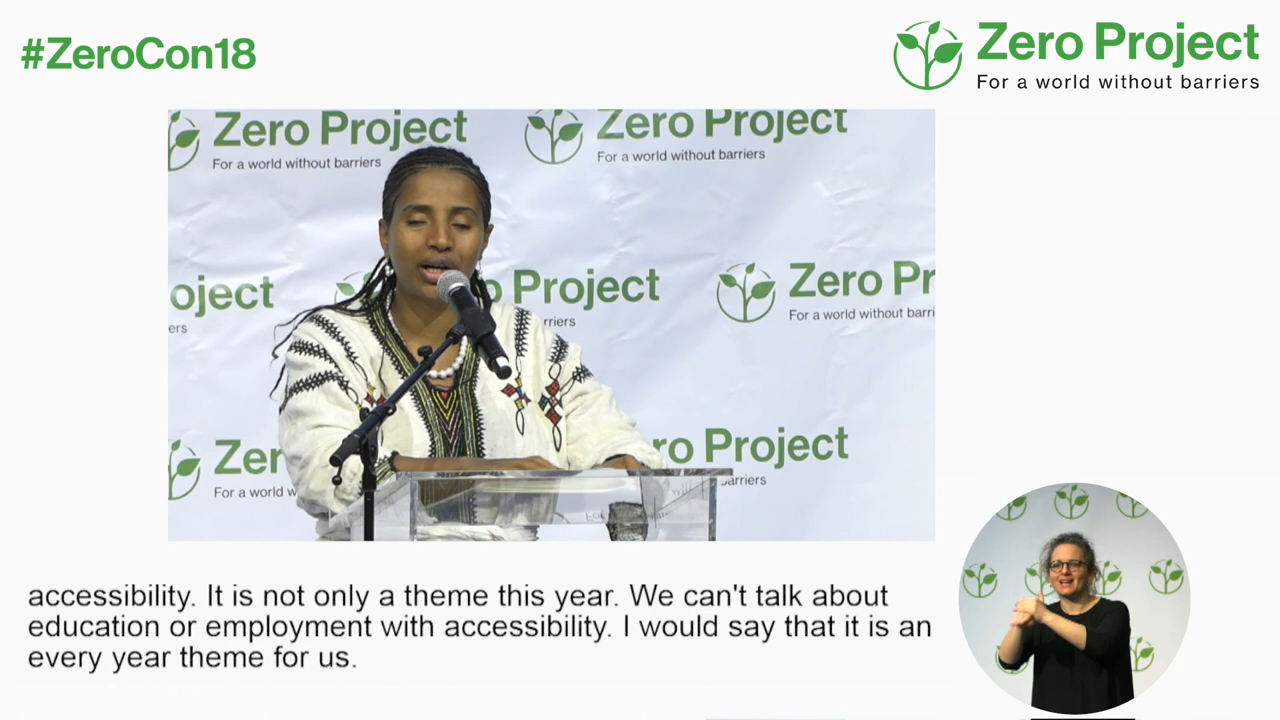 #ZeroCon18
Zero Project
For a world without barriers
Zero Project
For a world without barriers
Zero Project
For a world without barriers
oject
ers
o Project
rriers
Zero Pr
For a world without barri
Zer
For a world w
ro Project
arriers
accessibility. It is not only a theme this year. We can't talk about
education or employment with accessibility. I would say that it is an
every year theme for us.